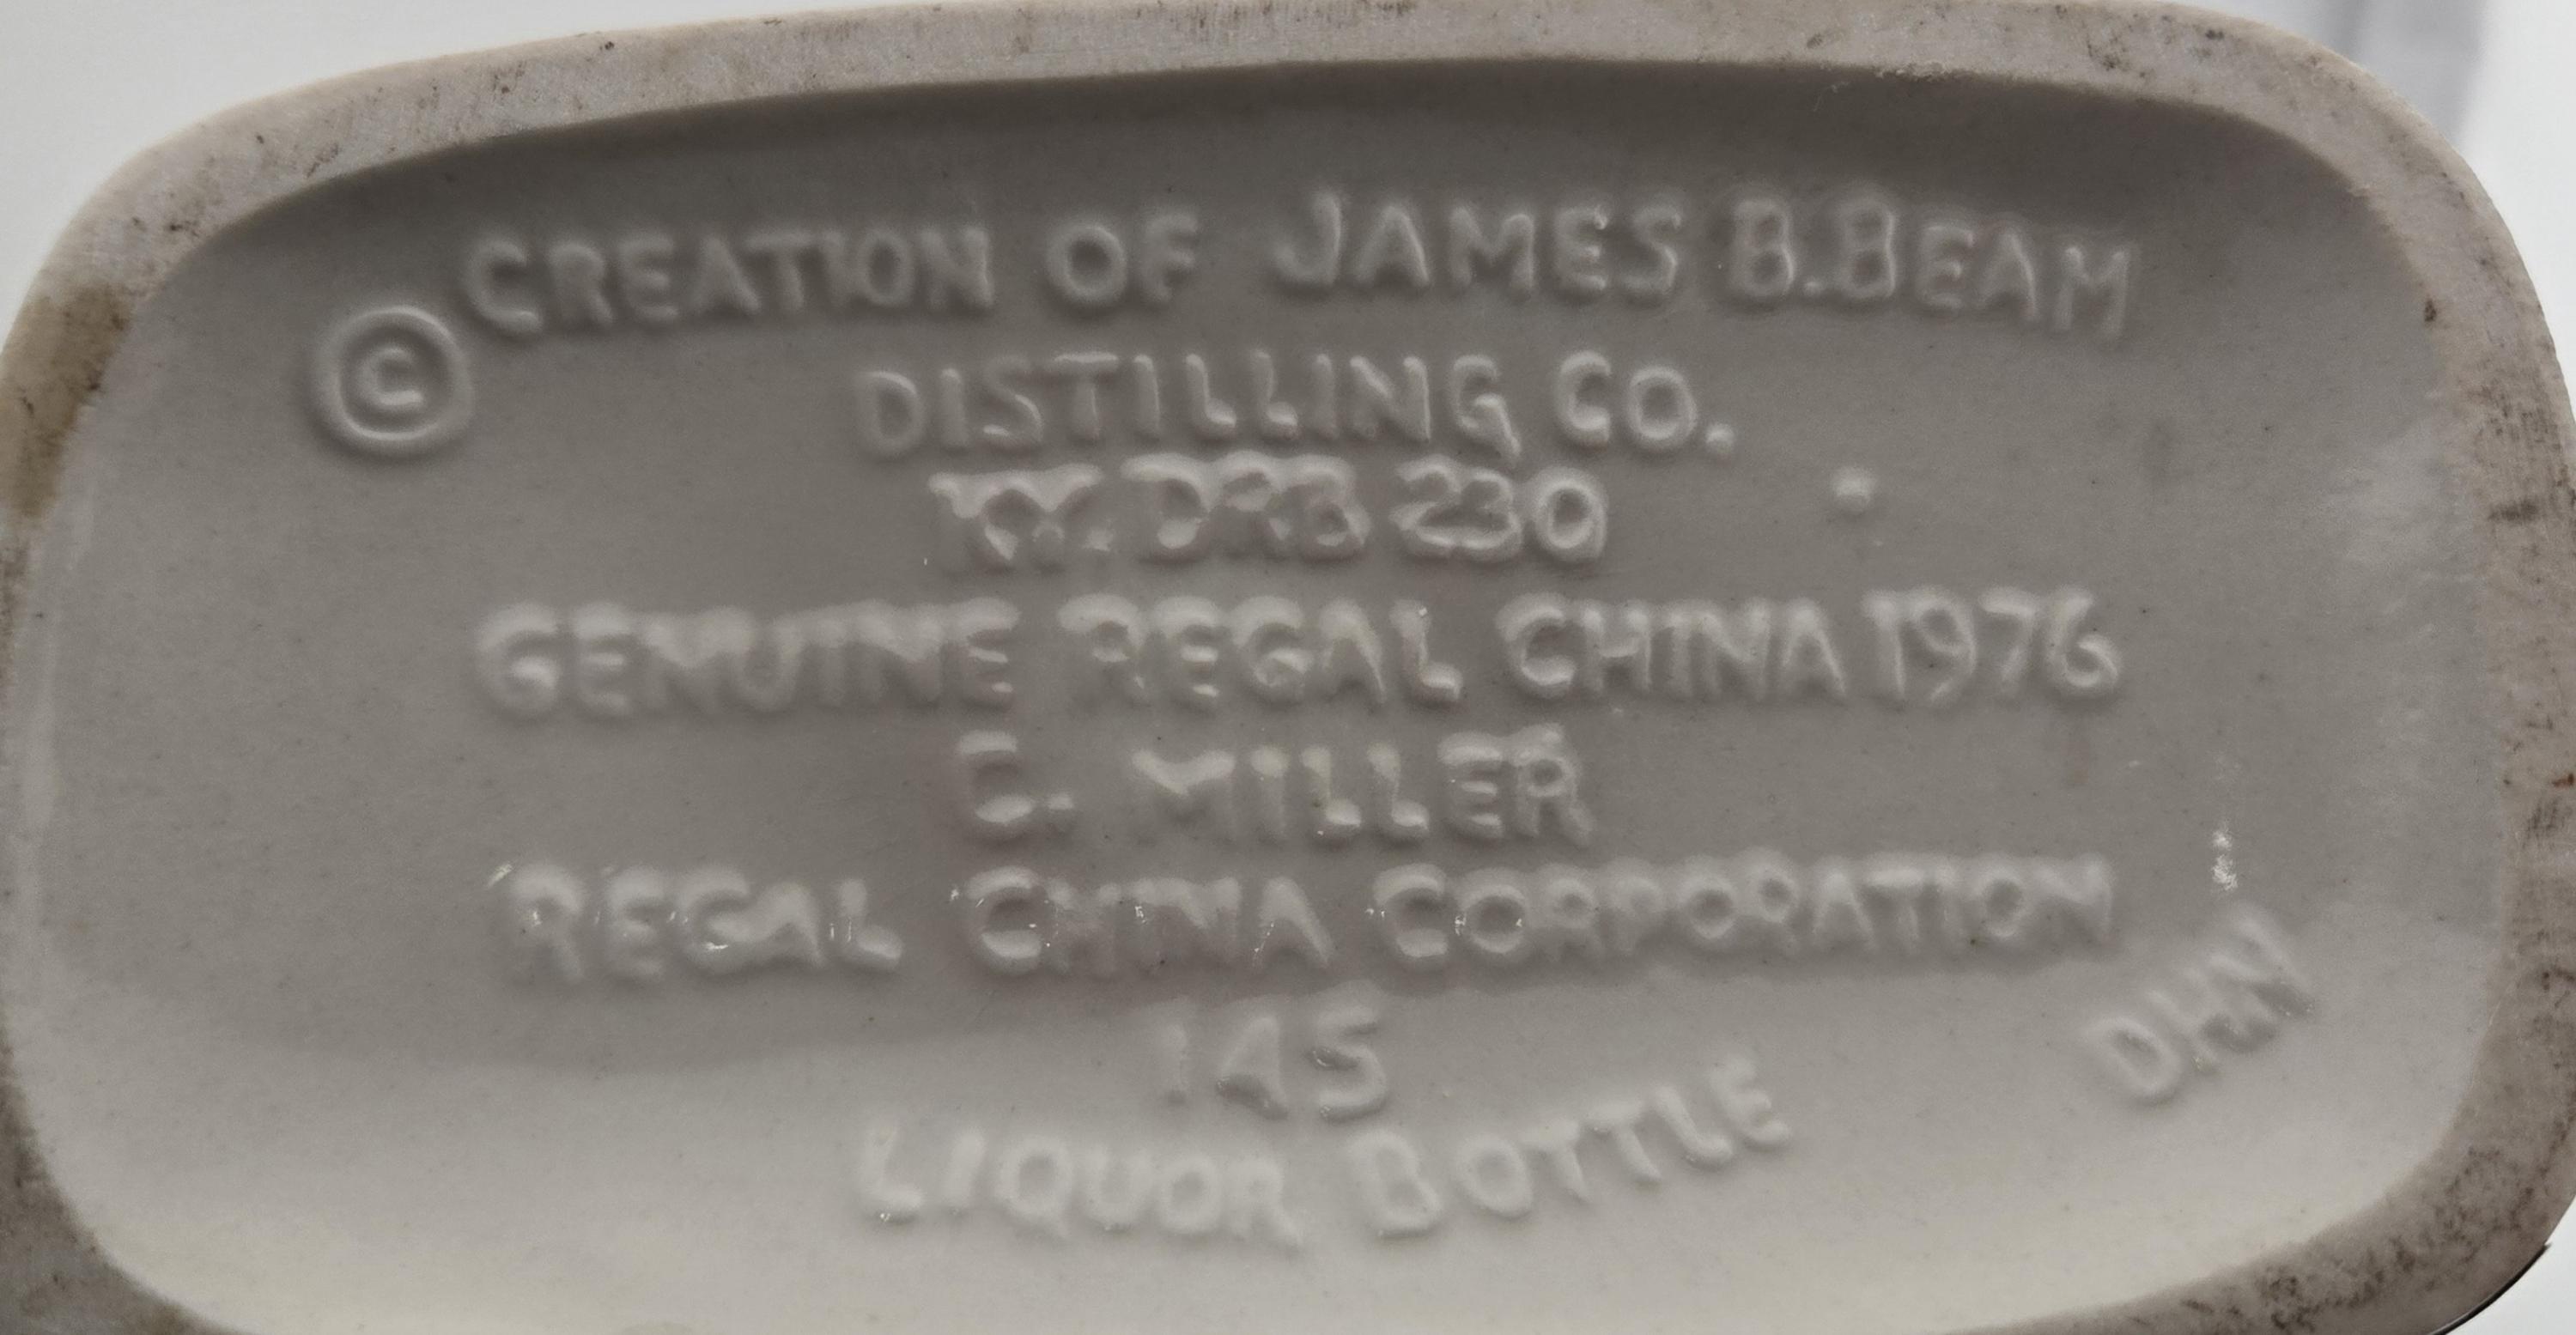 © CREATION OF JAMES B. BEAM
DISTILLING CO.
KY. DRB 230
GENUINE REGAL CHINA 1976
C. MILLER
REGAL CHINA CORPORATION
145
LIQUOR BOTTLE
DHN